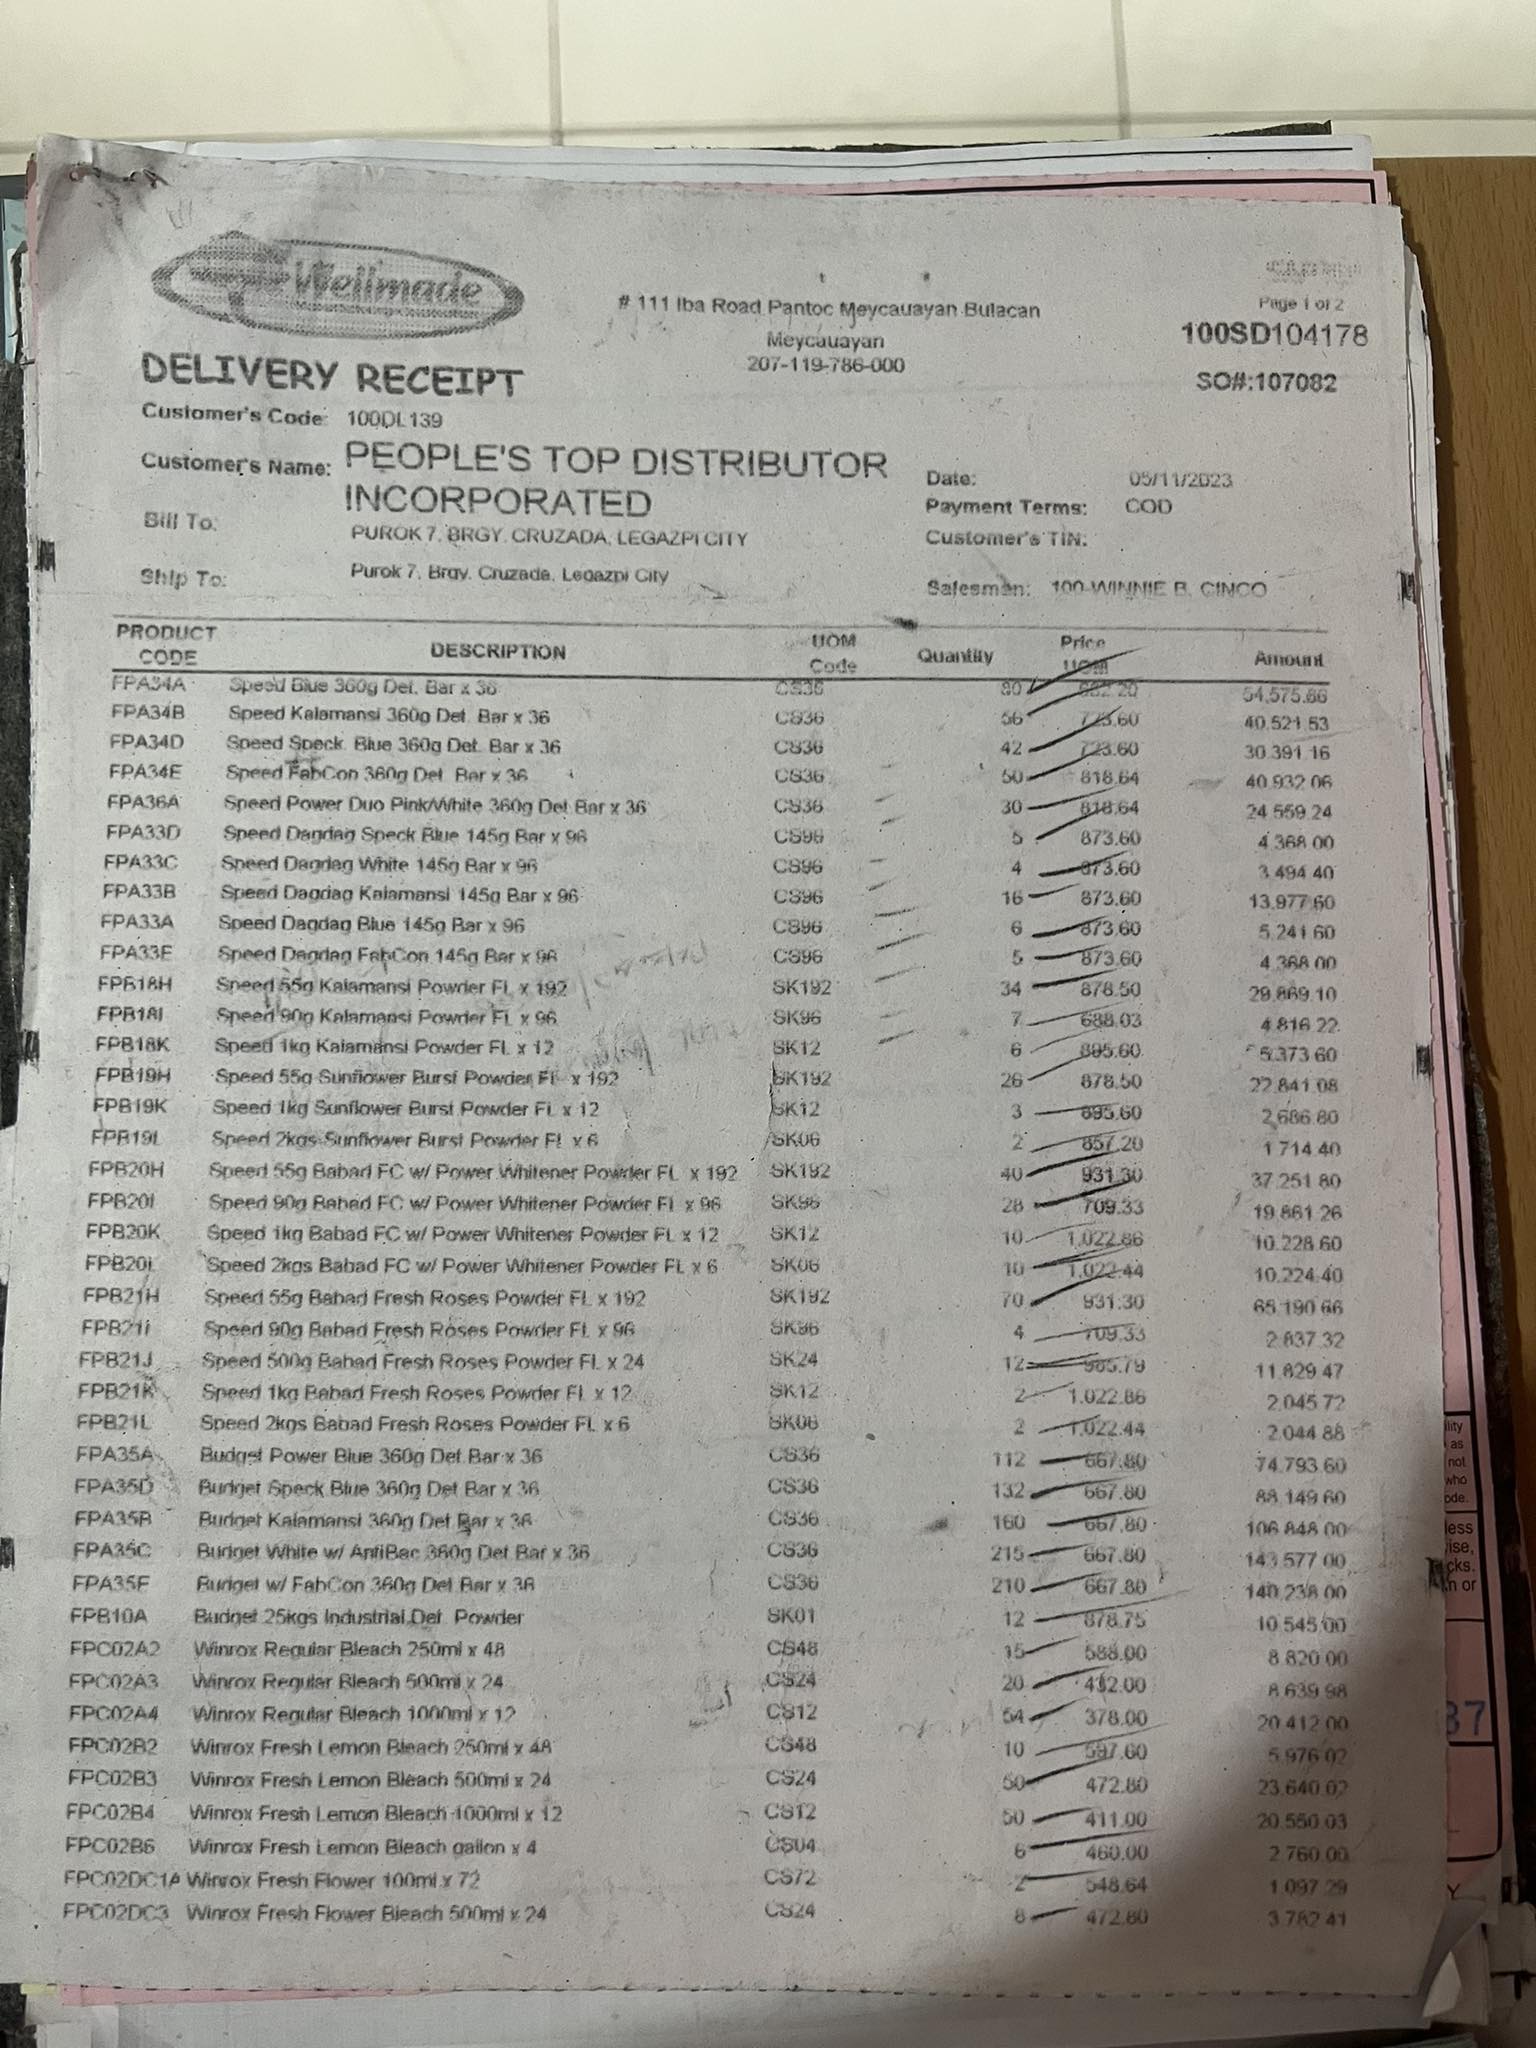 Wellmade
# 111 Iba Road Pantoc Meycauayan Bulacan
Meycauayan
207-119-786-000
Page 1 of 2
100SD104178
SO#:107082
DELIVERY RECEIPT
Customer's Code: 100DL139
Customer's Name: PEOPLE'S TOP DISTRIBUTOR INCORPORATED
Bill To: PUROK 7, BRGY. CRUZADA, LEGAZPI CITY
Ship To: Purok 7, Brgy. Cruzada, Legazpi City
Date: 05/11/2023
Payment Terms: COD
Customer's TIN:
Salesman: 100-WINNIE B. CINCO
PRODUCT CODE DESCRIPTION UOM Code Quantity Price UOM Amount
FPA34A Speed Blue 360g Det. Bar x 36 CS36 80 682.20 54,575.86
FPA34B Speed Kalamansi 360g Det. Bar x 36 CS36 56 723.60 40,521.53
FPA34D Speed Speck. Blue 360g Det. Bar x 36 CS36 42 723.60 30,391.16
FPA34E Speed FabCon 360g Det. Bar x 36 CS36 50 818.64 40,932.06
FPA36A Speed Power Duo Pink/White 360g Det Bar x 36 CS36 30 818.64 24,559.24
FPA33D Speed Dagdag Speck Blue 145g Bar x 96 CS96 5 873.60 4,368.00
FPA33C Speed Dagdag White 145g Bar x 96 CS96 4 873.60 3,494.40
FPA33B Speed Dagdag Kalamansi 145g Bar x 96 CS96 16 873.60 13,977.60
FPA33A Speed Dagdag Blue 145g Bar x 96 CS96 6 873.60 5,241.60
FPA33E Speed Dagdag FabCon 145g Bar x 96 CS96 5 873.60 4,368.00
FPB18H Speed 55g Kalamansi Powder FL x 192 SK192 34 878.50 29,869.10
FPB18I Speed 90g Kalamansi Powder FL x 96 SK96 7 688.03 4,816.22
FPB18K Speed 1kg Kalamansi Powder FL x 12 SK12 6 895.60 5,373.60
FPB19H Speed 55g Sunflower Burst Powder FL x 192 SK192 26 878.50 22,841.08
FPB19K Speed 1kg Sunflower Burst Powder FL x 12 SK12 3 895.60 2,686.80
FPB19L Speed 2kgs Sunflower Burst Powder FL x 6 SK06 2 857.20 1,714.40
FPB20H Speed 55g Babad FC w/ Power Whitener Powder FL x 192 SK192 40 931.30 37,251.80
FPB20I Speed 90g Babad FC w/ Power Whitener Powder FL x 96 SK96 28 709.33 19,861.26
FPB20K Speed 1kg Babad FC w/ Power Whitener Powder FL x 12 SK12 10 1,022.86 10,228.60
FPB20L Speed 2kgs Babad FC w/ Power Whitener Powder FL x 6 SK06 10 1,022.44 10,224.40
FPB21H Speed 55g Babad Fresh Roses Powder FL x 192 SK192 70 931.30 65,190.66
FPB21I Speed 90g Babad Fresh Roses Powder FL x 96 SK96 4 709.33 2,837.32
FPB21J Speed 500g Babad Fresh Roses Powder FL x 24 SK24 12 985.79 11,829.47
FPB21K Speed 1kg Babad Fresh Roses Powder FL x 12 SK12 2 1,022.86 2,045.72
FPB21L Speed 2kgs Babad Fresh Roses Powder FL x 6 SK06 2 1,022.44 2,044.88
FPA35A Budget Power Blue 360g Det Bar x 36 CS36 112 667.80 74,793.60
FPA35D Budget Speck Blue 360g Det Bar x 36 CS36 132 667.80 88,149.60
FPA35B Budget Kalamansi 360g Det Bar x 36 CS36 160 667.80 106,848.00
FPA35C Budget White w/ AntiBac 360g Det Bar x 36 CS36 215 667.80 143,577.00
FPA35F Budget w/ FabCon 360g Det Bar x 36 CS36 210 667.80 140,238.00
FPB10A Budget 25kgs Industrial Det. Powder SK01 12 878.75 10,545.00
FPC02A2 Winrox Regular Bleach 250ml x 48 CS48 15 588.00 8,820.00
FPC02A3 Winrox Regular Bleach 500ml x 24 CS24 20 432.00 8,639.98
FPC02A4 Winrox Regular Bleach 1000ml x 12 CS12 54 378.00 20,412.00
FPC02B2 Winrox Fresh Lemon Bleach 250ml x 48 CS48 10 597.60 5,976.02
FPC02B3 Winrox Fresh Lemon Bleach 500ml x 24 CS24 50 472.80 23,640.02
FPC02B4 Winrox Fresh Lemon Bleach 1000ml x 12 CS12 50 411.00 20,550.03
FPC02B6 Winrox Fresh Lemon Bleach gallon x 4 CS04 6 460.00 2,760.00
FPC02DC1A Winrox Fresh Flower 100ml x 72 CS72 2 548.64 1,097.29
FPC02DC3 Winrox Fresh Flower Bleach 500ml x 24 CS24 8 472.80 3,782.41
as
not
who
ode.
less
cks.
n or
37
Y